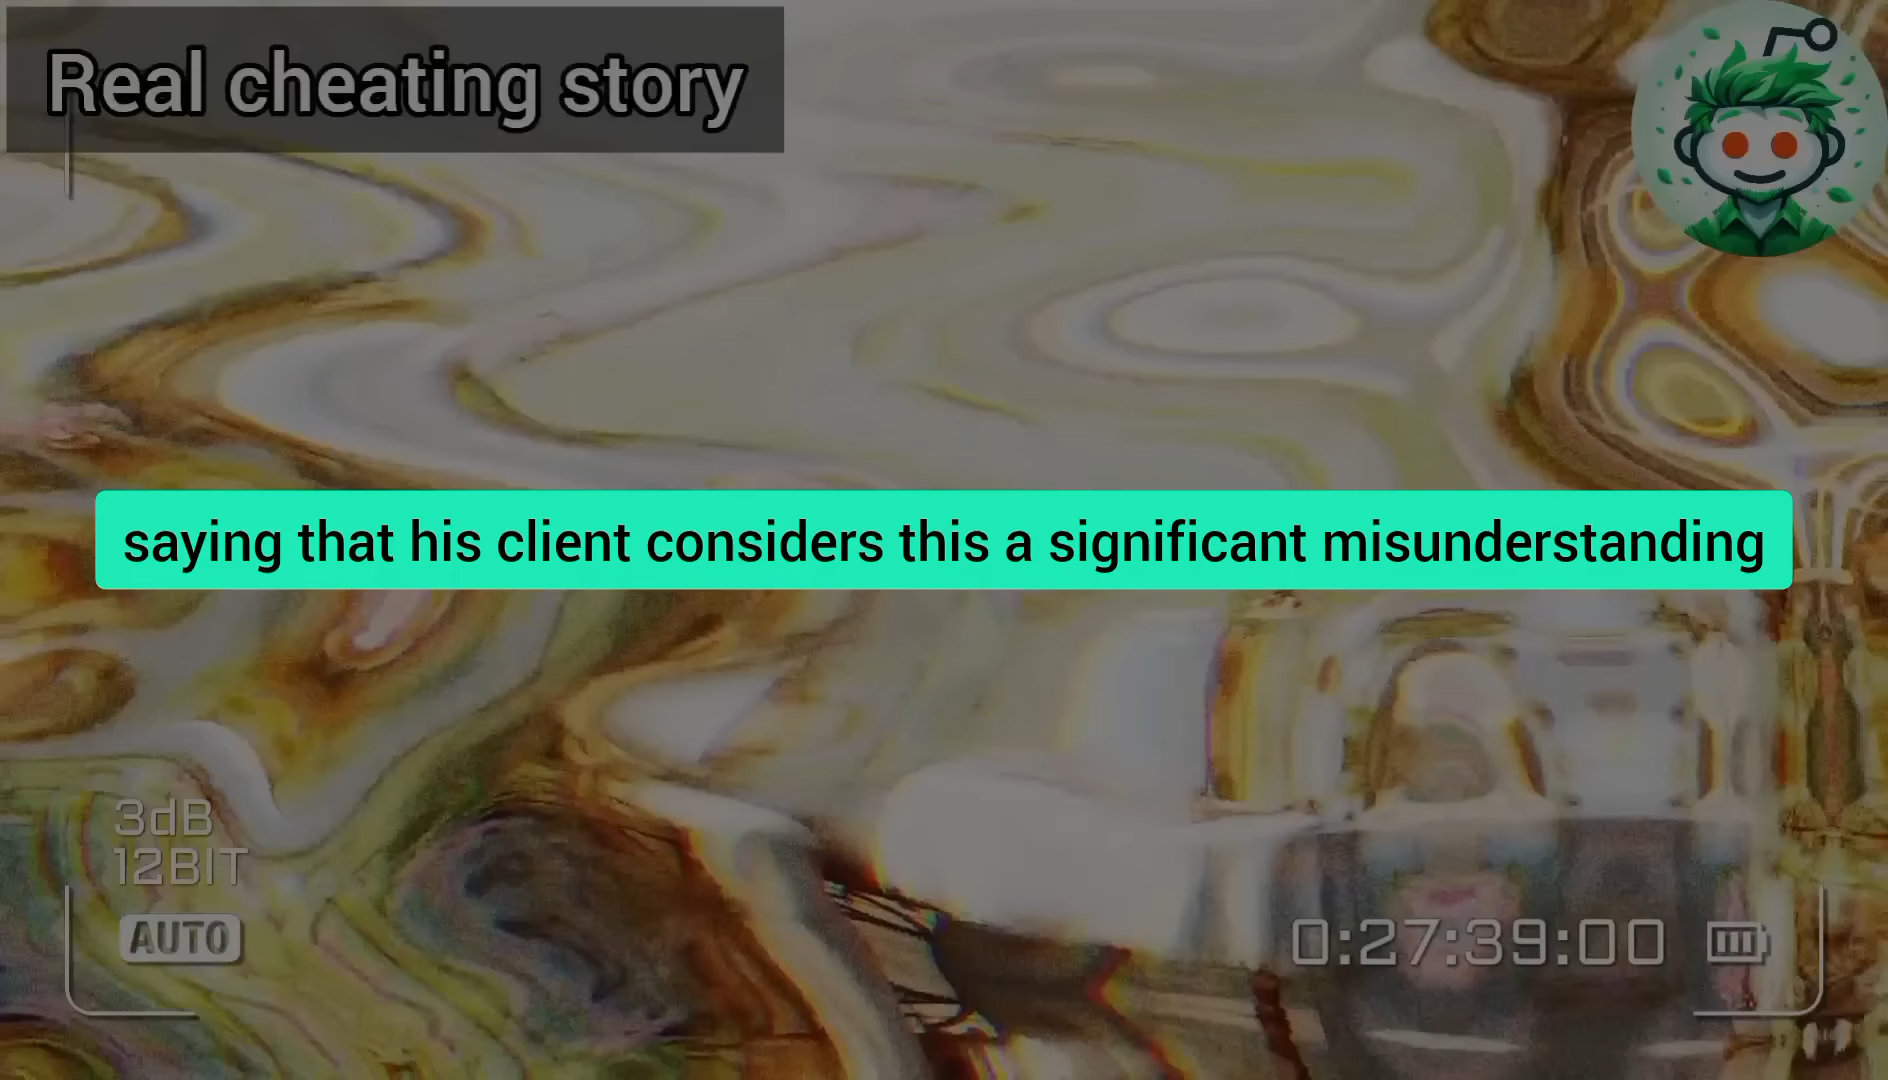 Real cheating story
saying that his client considers this a significant misunderstanding
3dB
12BIT
AUTO
0:27:39:00